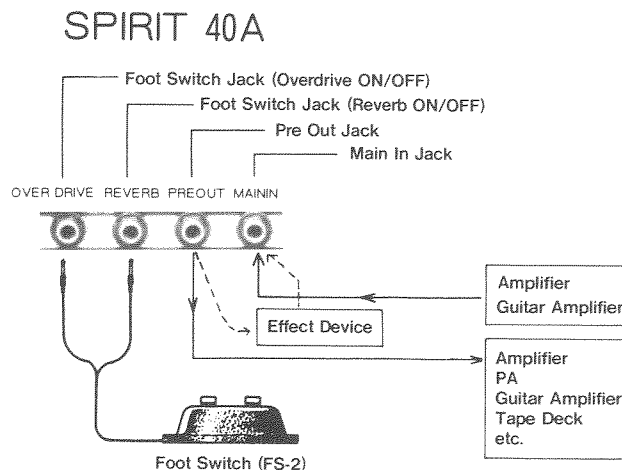 SPIRIT 40A
Foot Switch Jack (Overdrive ON/OFF)
Foot Switch Jack (Reverb ON/OFF)
Pre Out Jack
Main In Jack
OVER DRIVE REVERB PREOUT MAININ
Amplifier
Guitar Amplifier
Effect Device
Amplifier
PA
Guitar Amplifier
Tape Deck
etc.
Foot Switch (FS-2)